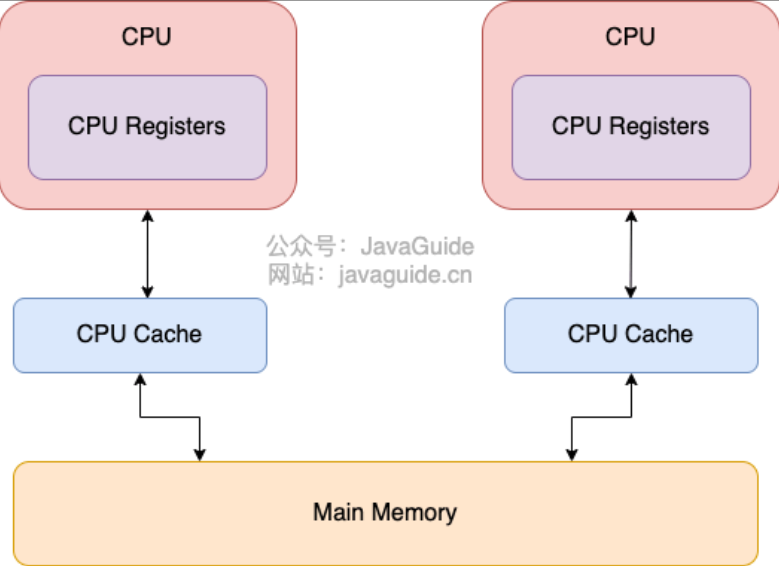 CPU
CPU
CPU Registers
CPU Registers
公众号：JavaGuide
网站：javaguide.cn
CPU Cache
CPU Cache
Main Memory